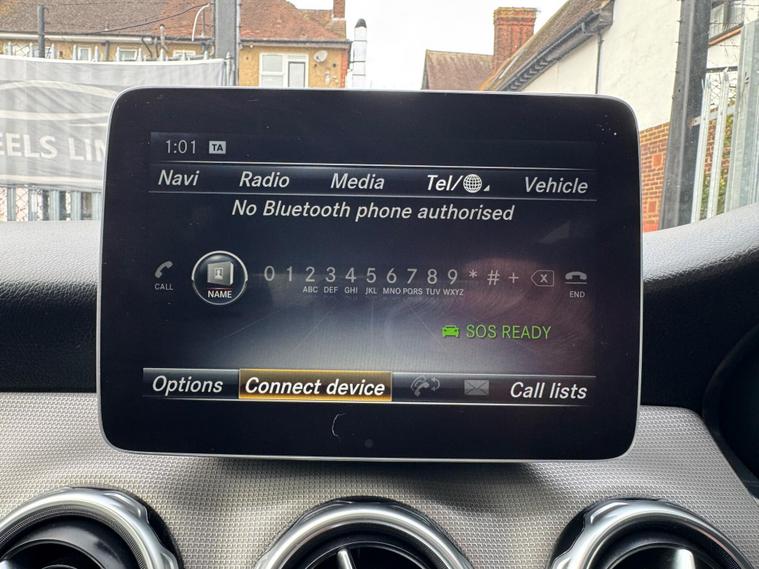 1:01 TA
Navi Radio Media Tel/ Vehicle
No Bluetooth phone authorised
0 1 2 3 4 5 6 7 8 9 * # + X
ABC DEF GHI JKL MNO PQRS TUV WXYZ
CALL NAME END
SOS READY
Options Connect device Call lists
EELS LIM